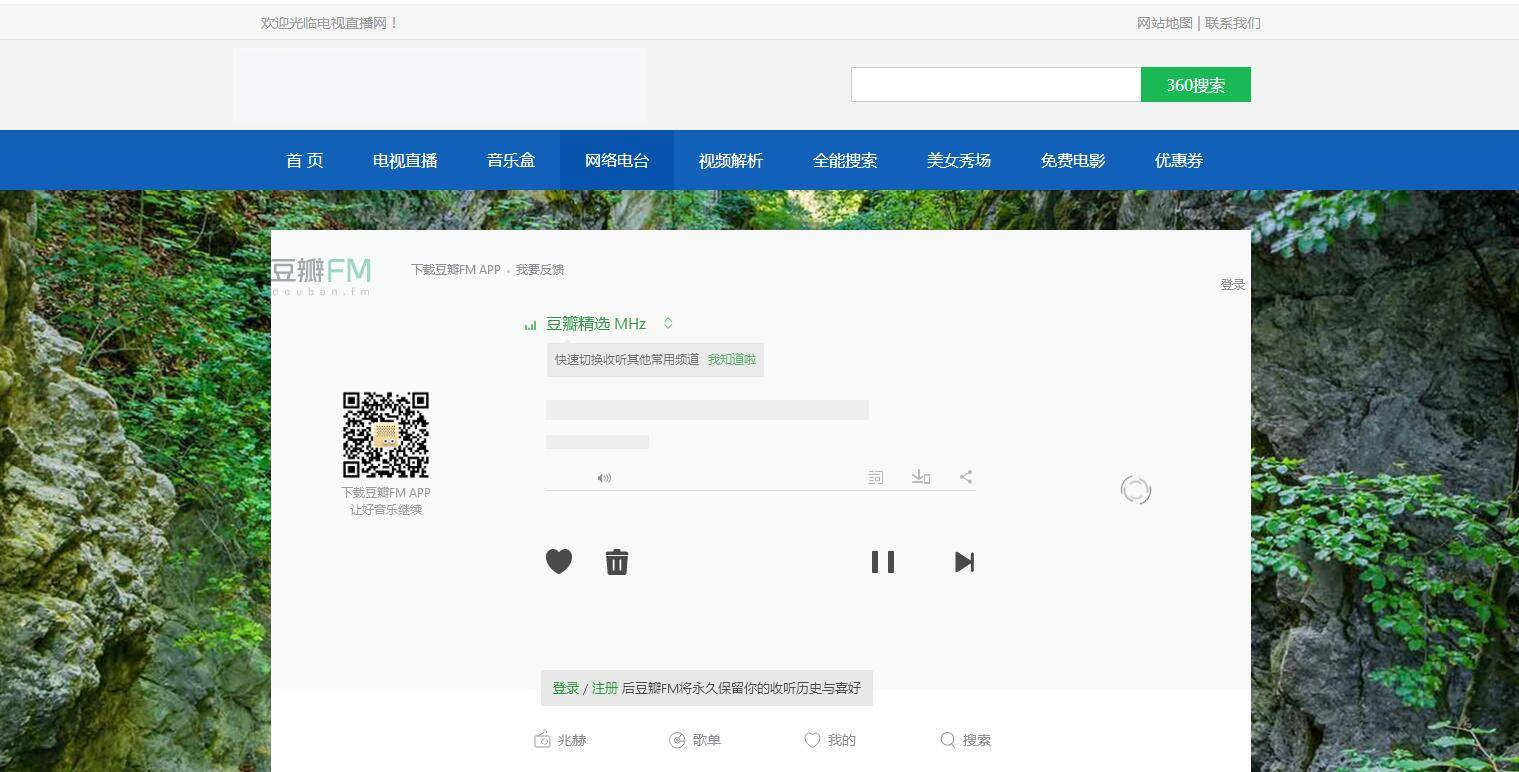 欢迎光临电视直播网！
网站地图 | 联系我们
360搜索
首 页 电视直播 音乐盒 网络电台 视频解析 全能搜索 美女秀场 免费电影 优惠券
豆瓣FM
douban.fm
下载豆瓣FM APP 我要反馈
登录
豆瓣精选 MHz
快速切换收听其他常用频道 我知道啦
下载豆瓣FM APP
让好音乐继续
登录 / 注册 后豆瓣FM将永久保留你的收听历史与喜好
兆赫 歌单 我的 搜索